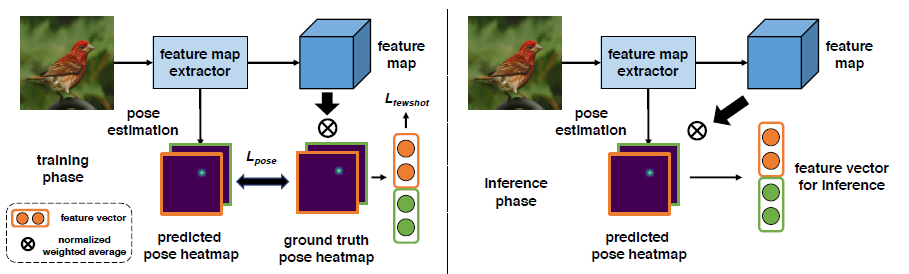 feature map
extractor
feature
map
pose
estimation
L_fewshot
training
phase
L_pose
feature vector
normalized
weighted average
predicted
pose heatmap
ground truth
pose heatmap
feature map
extractor
feature
map
pose
estimation
Inference
phase
feature vector
for Inference
predicted
pose heatmap